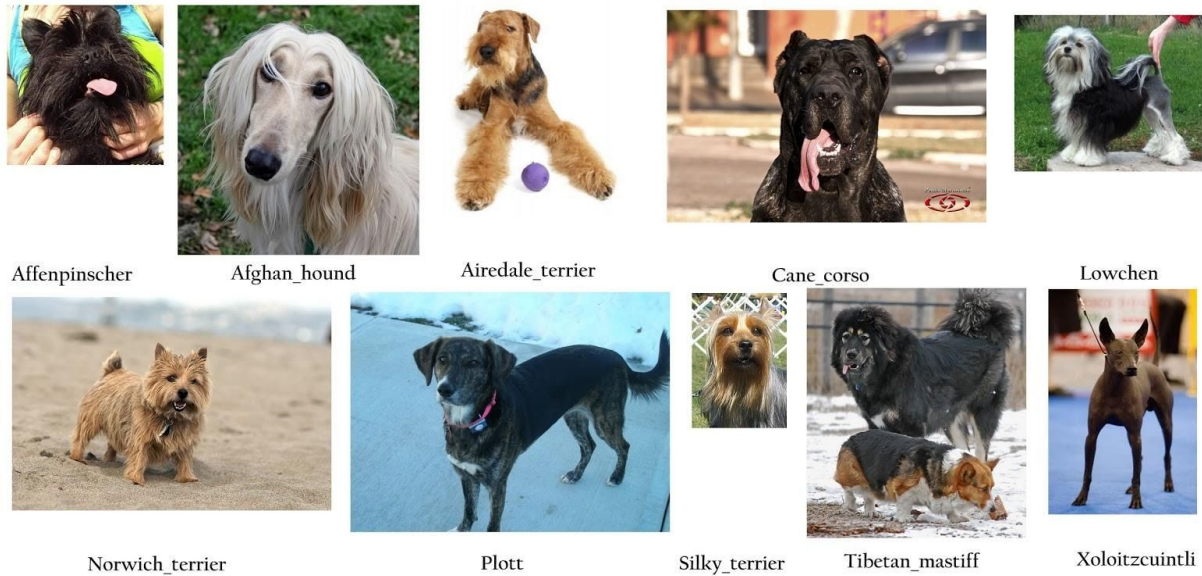 Affenpinscher
Afghan_hound
Airedale_terrier
Cane_corso
Lowchen
Norwich_terrier
Plott
Silky_terrier
Tibetan_mastiff
Xoloitzcuintli